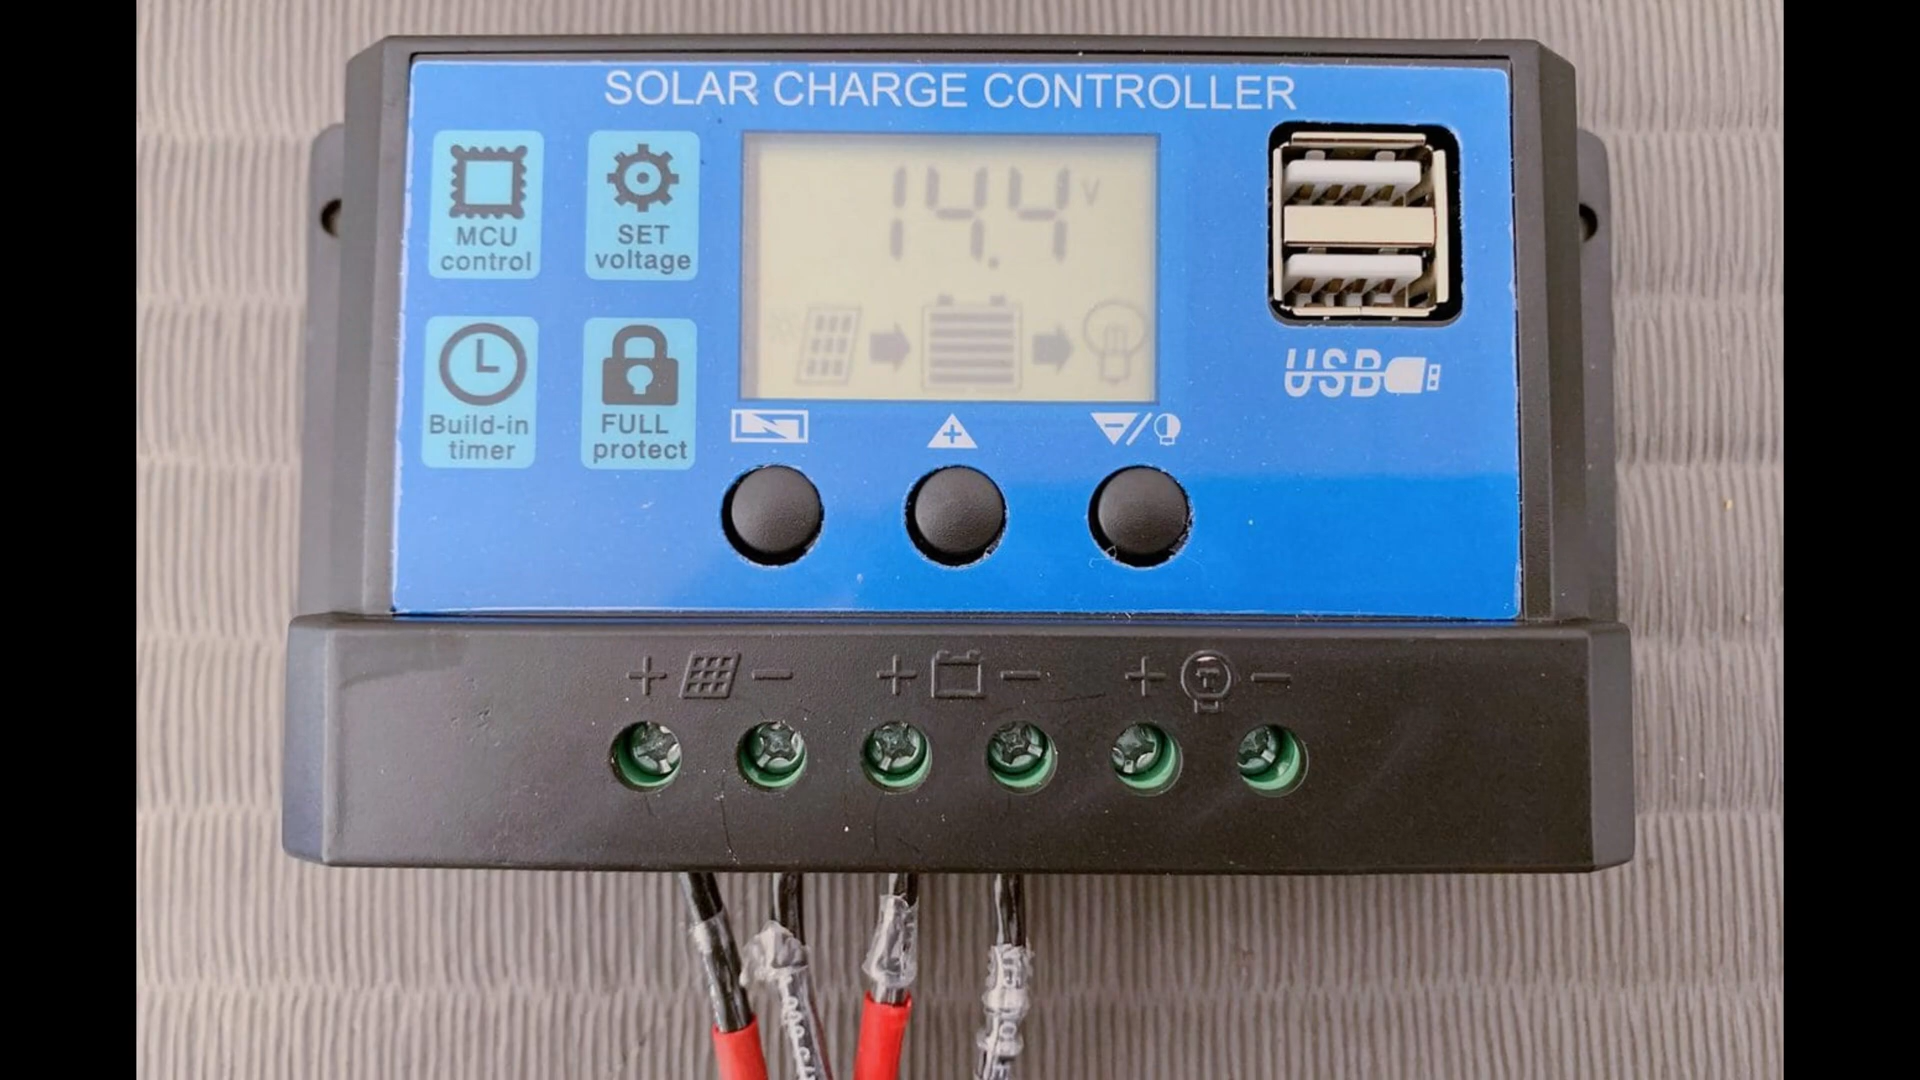 SOLAR CHARGE CONTROLLER
MCU
control
SET
voltage
14.4 V
Build-in
timer
FULL
protect
USB